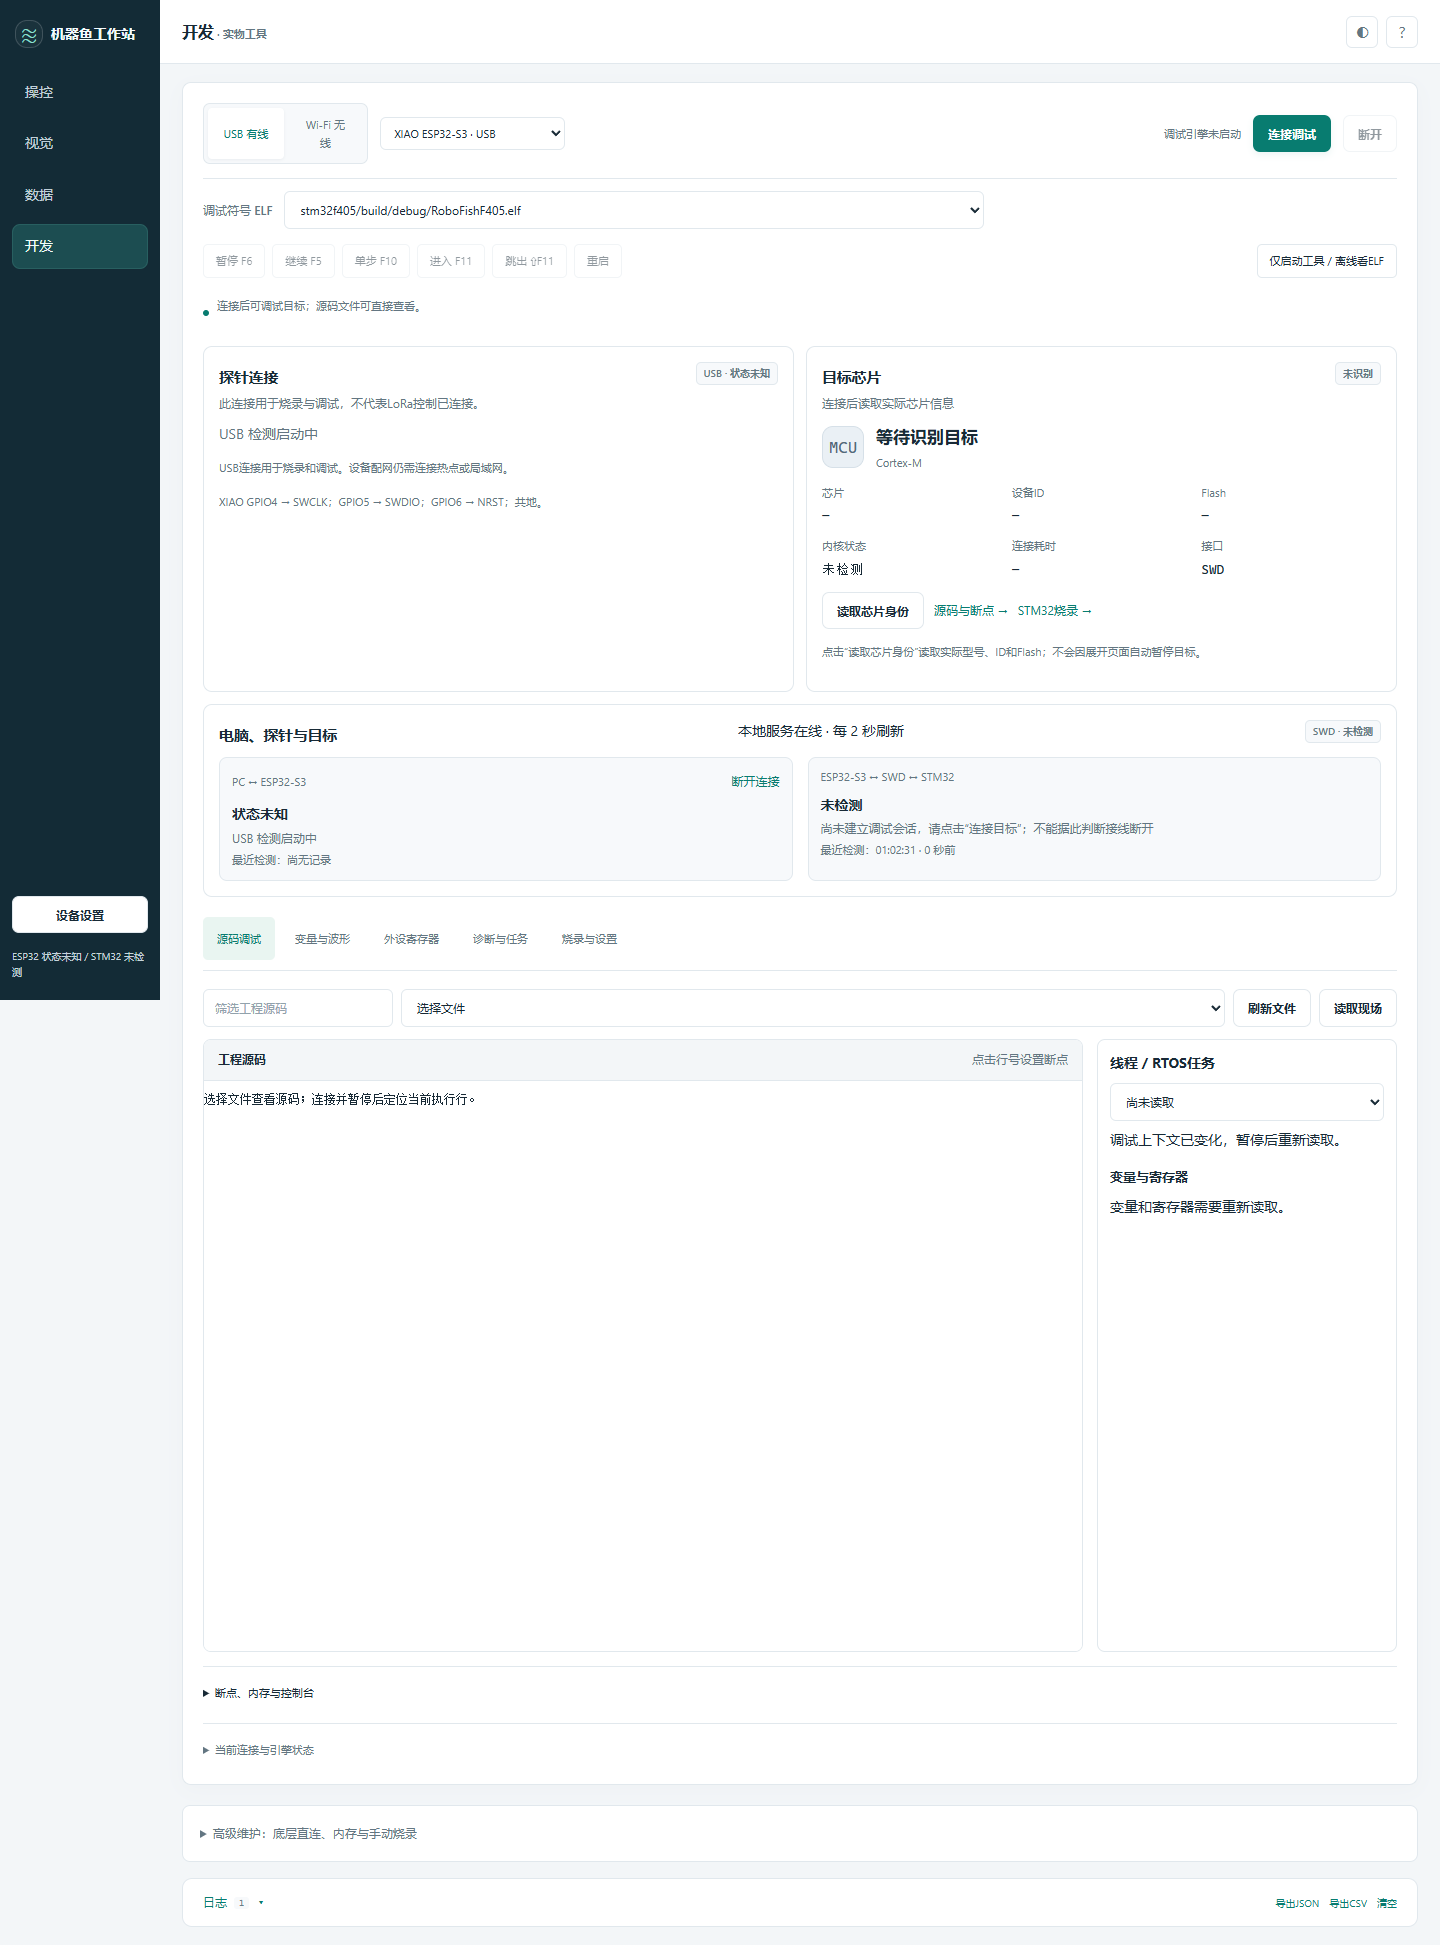 机器鱼工作站
操控
视觉
数据
开发
设备设置
ESP32 状态未知 / STM32 未检
测
开发 · 实物工具
◐
?
USB 有线
Wi-Fi 无
线
XIAO ESP32-S3 · USB
调试引擎未启动
连接调试
断开
调试符号 ELF
stm32f405/build/debug/RoboFishF405.elf
暂停 F6
继续 F5
单步 F10
进入 F11
跳出 ⇧F11
重启
仅启动工具 / 离线看ELF
连接后可调试目标；源码文件可直接查看。
探针连接
USB · 状态未知
此连接用于烧录与调试，不代表LoRa控制已连接。
USB 检测启动中
USB连接用于烧录和调试。设备配网仍需连接热点或局域网。
XIAO GPIO4 → SWCLK；GPIO5 → SWDIO；GPIO6 → NRST；共地。
目标芯片
未识别
连接后读取实际芯片信息
MCU
等待识别目标
Cortex-M
芯片
设备ID
Flash
—
—
—
内核状态
连接耗时
接口
未检测
—
SWD
读取芯片身份
源码与断点 →
STM32烧录 →
点击“读取芯片身份”读取实际型号、ID和Flash；不会因展开页面自动暂停目标。
电脑、探针与目标
本地服务在线 · 每 2 秒刷新
SWD · 未检测
PC ↔ ESP32-S3
断开连接
状态未知
USB 检测启动中
最近检测：尚无记录
ESP32-S3 ↔ SWD ↔ STM32
未检测
尚未建立调试会话，请点击“连接目标”；不能据此判断接线断开
最近检测：01:02:31 · 0 秒前
源码调试
变量与波形
外设寄存器
诊断与任务
烧录与设置
筛选工程源码
选择文件
刷新文件
读取现场
工程源码
点击行号设置断点
选择文件查看源码；连接并暂停后定位当前执行行。
线程 / RTOS任务
尚未读取
调试上下文已变化，暂停后重新读取。
变量与寄存器
变量和寄存器需要重新读取。
▶ 断点、内存与控制台
▶ 当前连接与引擎状态
▶ 高级维护：底层直连、内存与手动烧录
日志 1 ▾
导出JSON
导出CSV
清空